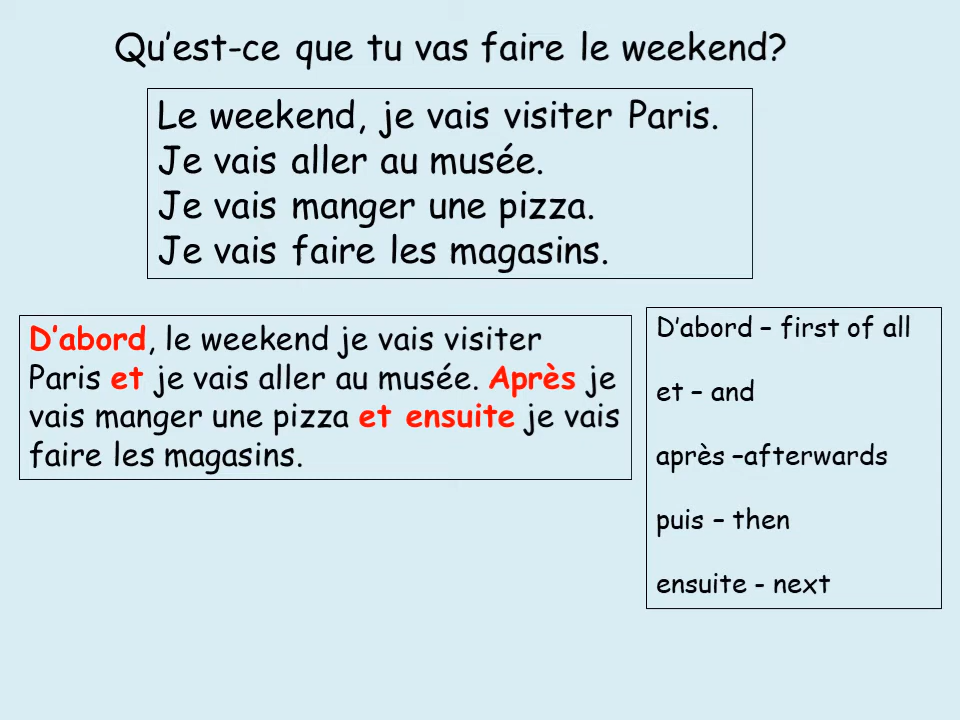 Qu’est-ce que tu vas faire le weekend?
Le weekend, je vais visiter Paris.
Je vais aller au musée.
Je vais manger une pizza.
Je vais faire les magasins.
D’abord, le weekend je vais visiter
Paris et je vais aller au musée. Après je
vais manger une pizza et ensuite je vais
faire les magasins.
D’abord – first of all
et – and
après –afterwards
puis – then
ensuite - next